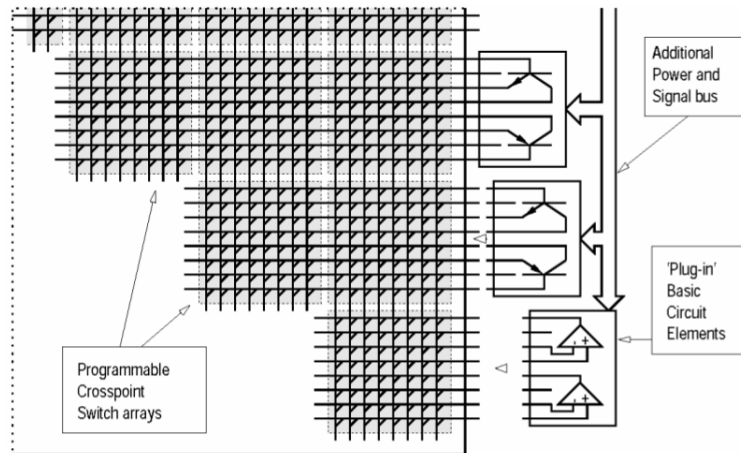 Additional
Power and
Signal bus
'Plug-in'
Basic
Circuit
Elements
Programmable
Crosspoint
Switch arrays
- +
- +